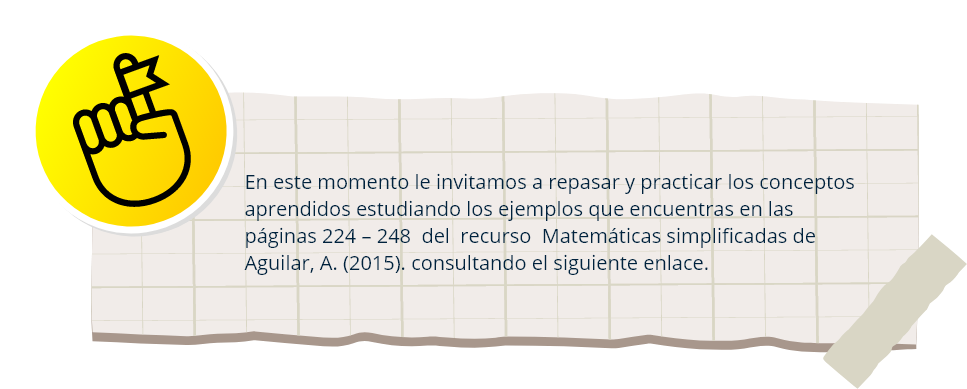 En este momento le invitamos a repasar y practicar los conceptos
aprendidos estudiando los ejemplos que encuentras en las
páginas 224 – 248  del  recurso  Matemáticas simplificadas de
Aguilar, A. (2015). consultando el siguiente enlace.